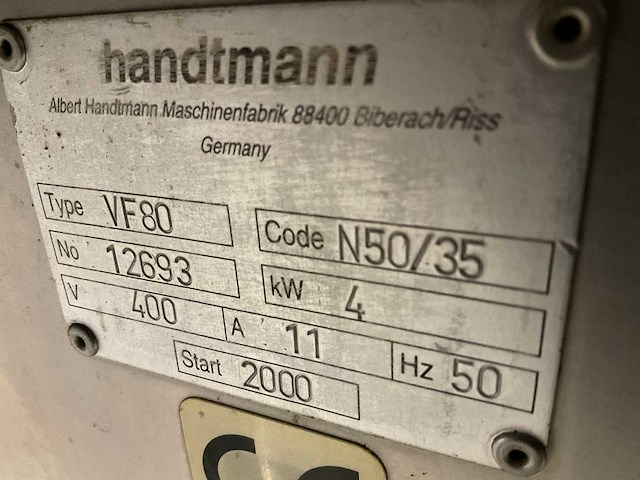 handtmann
Albert Handtmann Maschinenfabrik 88400 Biberach/Riss
Germany
Type VF80 Code N50/35
No 12693 kW 4
V 400 A 11 Hz 50
Start 2000
CE